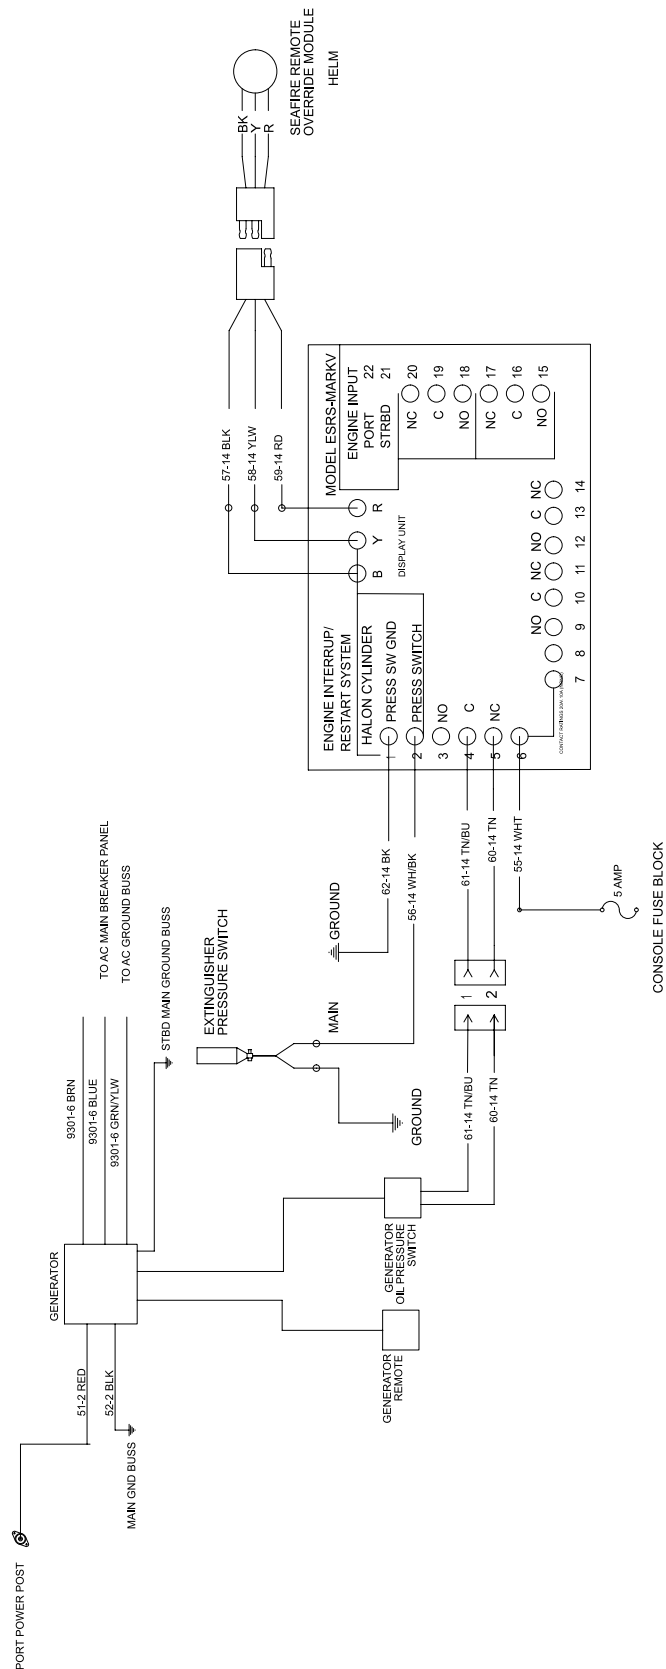 BK
Y
R
SEAFIRE REMOTE
OVERRIDE MODULE
HELM
57-14 BLK
58-14 YLW
59-14 RD
MODEL ESRS-MARKV
ENGINE INPUT
PORT 22
STRBD 21
NC 20
C 19
NO 18
NC 17
C 16
NO 15
R
Y
B
DISPLAY UNIT
NC 14
C 13
NO 12
NC 11
C 10
NO 9
8
7
ENGINE INTERRUP/
RESTART SYSTEM
HALON CYLINDER
1 PRESS SW GND
2 PRESS SWITCH
3 NO
4 C
5 NC
6
62-14 BK
56-14 WH/BK
61-14 TN/BU
60-14 TN
55-14 WHT
GROUND
5 AMP
CONSOLE FUSE BLOCK
1
2
EXTINGUISHER
PRESSURE SWITCH
MAIN
GROUND
61-14 TN/BU
60-14 TN
TO AC MAIN BREAKER PANEL
TO AC GROUND BUSS
STBD MAIN GROUND BUSS
9301-6 BRN
9301-6 BLUE
9301-6 GRN/YLW
GENERATOR
GENERATOR
OIL PRESSURE
SWITCH
GENERATOR
REMOTE
51-2 RED
52-2 BLK
MAIN GND BUSS
PORT POWER POST